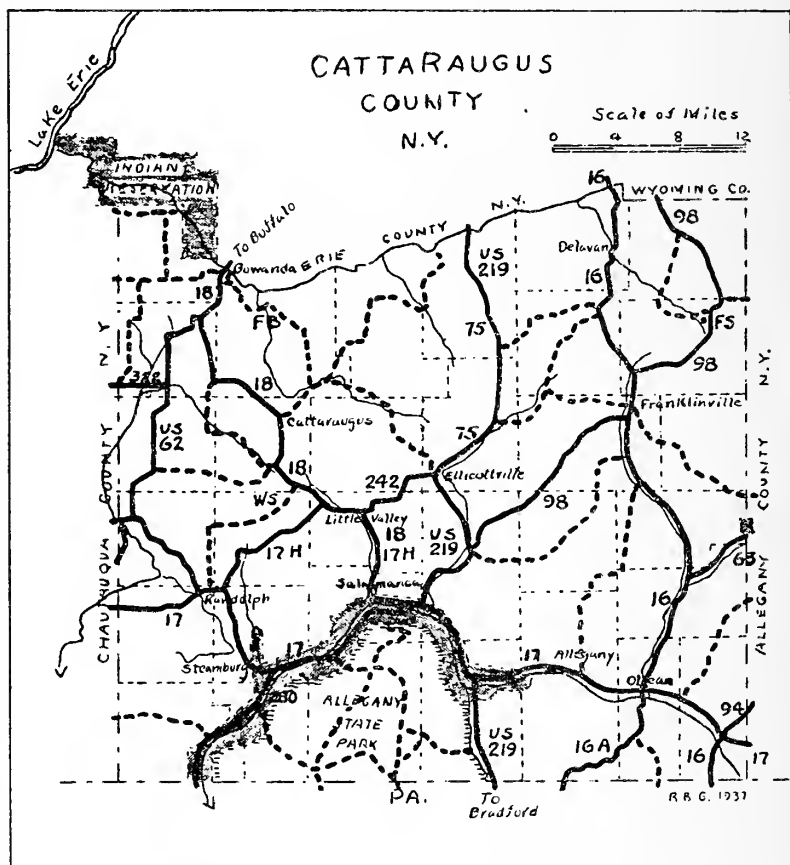 CATTARAUGUS
COUNTY
N.Y.
Lake Erie
Scale of Miles
0 4 8 12
INDIAN
RESERVATION
16
WYOMING CO.
98
To Buffalo
Gowanda
ERIE COUNTY N.Y.
US
219
Delavan
16
18
FB
75
FS
98
388
18
Cattaraugus
Franklinville
US
62
75
18
242
Ellicottville
WS
98
Little Valley
18
17H
US
219
17H
63
Salamanca
Randolph
16
17
17
17
Allegany
Steamburg
Olean
280
ALLEGANY
STATE
PARK
94
US
219
16A
16
17
PA.
To
Bradford
R.B.G. 1937
CHAUTAUQUA COUNTY N.Y
ALLEGANY COUNTY N.Y.